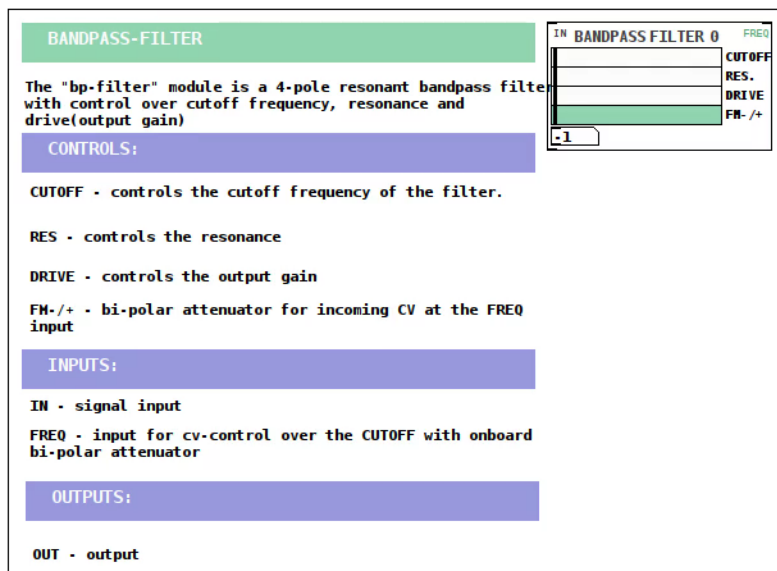 BANDPASS-FILTER
The "bp-filter" module is a 4-pole resonant bandpass filter
with control over cutoff frequency, resonance and
drive(output gain)
CONTROLS:
CUTOFF - controls the cutoff frequency of the filter.
RES - controls the resonance
DRIVE - controls the output gain
FM-/+ - bi-polar attenuator for incoming CV at the FREQ
input
INPUTS:
IN - signal input
FREQ - input for cv-control over the CUTOFF with onboard
bi-polar attenuator
OUTPUTS:
OUT - output
IN BANDPASS FILTER 0 FREQ
CUTOFF
RES.
DRIVE
FM-/+
-1